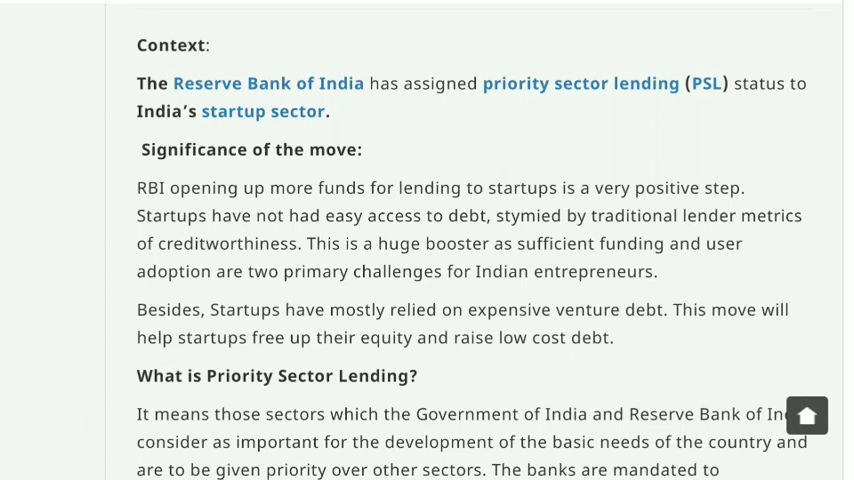 Context:
The Reserve Bank of India has assigned priority sector lending (PSL) status to
India’s startup sector.
Significance of the move:
RBI opening up more funds for lending to startups is a very positive step.
Startups have not had easy access to debt, stymied by traditional lender metrics
of creditworthiness. This is a huge booster as sufficient funding and user
adoption are two primary challenges for Indian entrepreneurs.
Besides, Startups have mostly relied on expensive venture debt. This move will
help startups free up their equity and raise low cost debt.
What is Priority Sector Lending?
It means those sectors which the Government of India and Reserve Bank of
consider as important for the development of the basic needs of the country and
are to be given priority over other sectors. The banks are mandated to